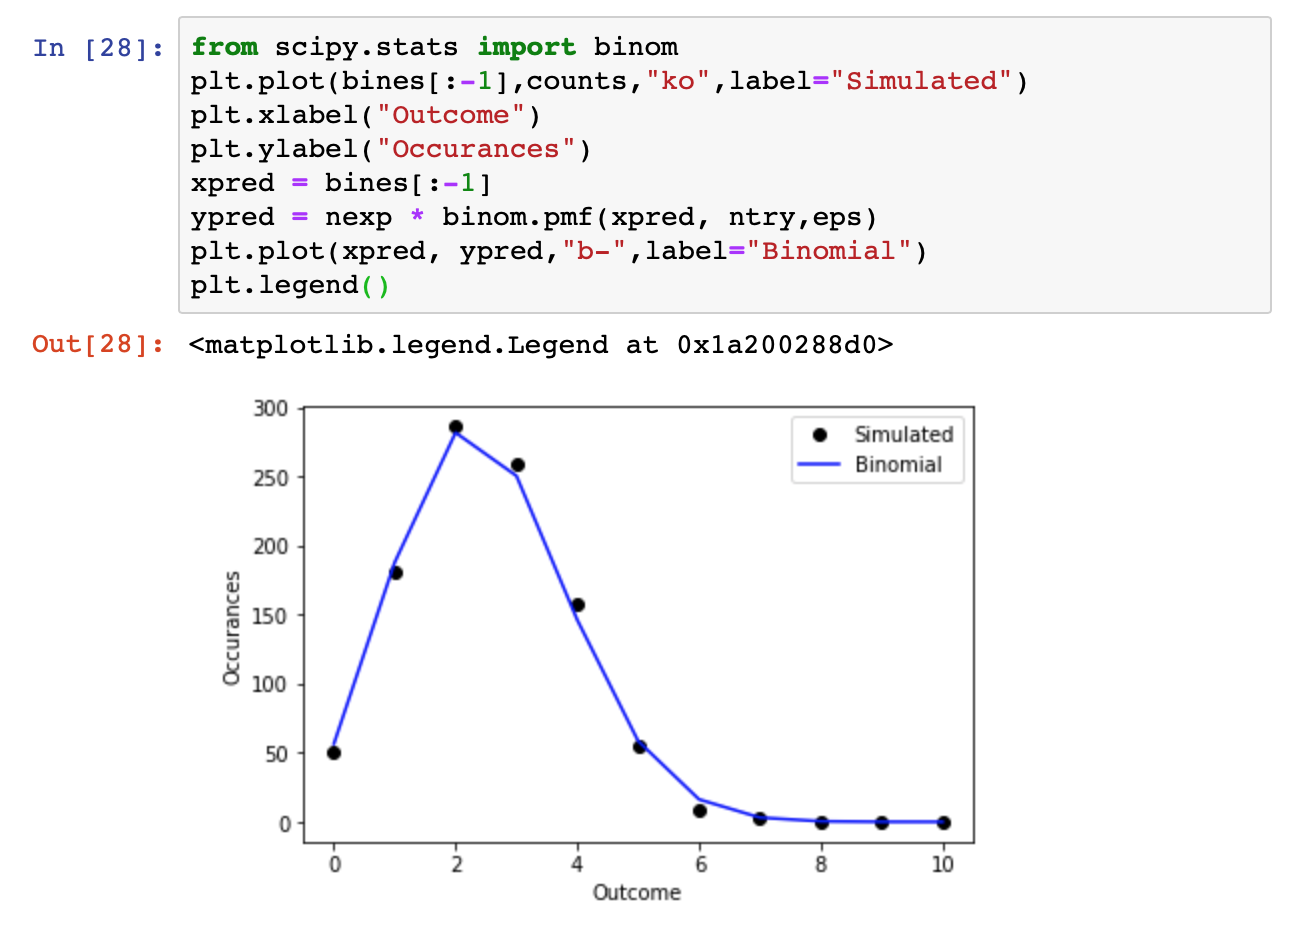 In [28]:
from scipy.stats import binom
plt.plot(bines[:-1],counts,"ko",label="Simulated")
plt.xlabel("Outcome")
plt.ylabel("Occurances")
xpred = bines[:-1]
ypred = nexp * binom.pmf(xpred, ntry,eps)
plt.plot(xpred, ypred,"b-",label="Binomial")
plt.legend()
Out[28]: <matplotlib.legend.Legend at 0x1a200288d0>
300
250
200
150
100
50
0
Occurances
Simulated
Binomial
0 2 4 6 8 10
Outcome